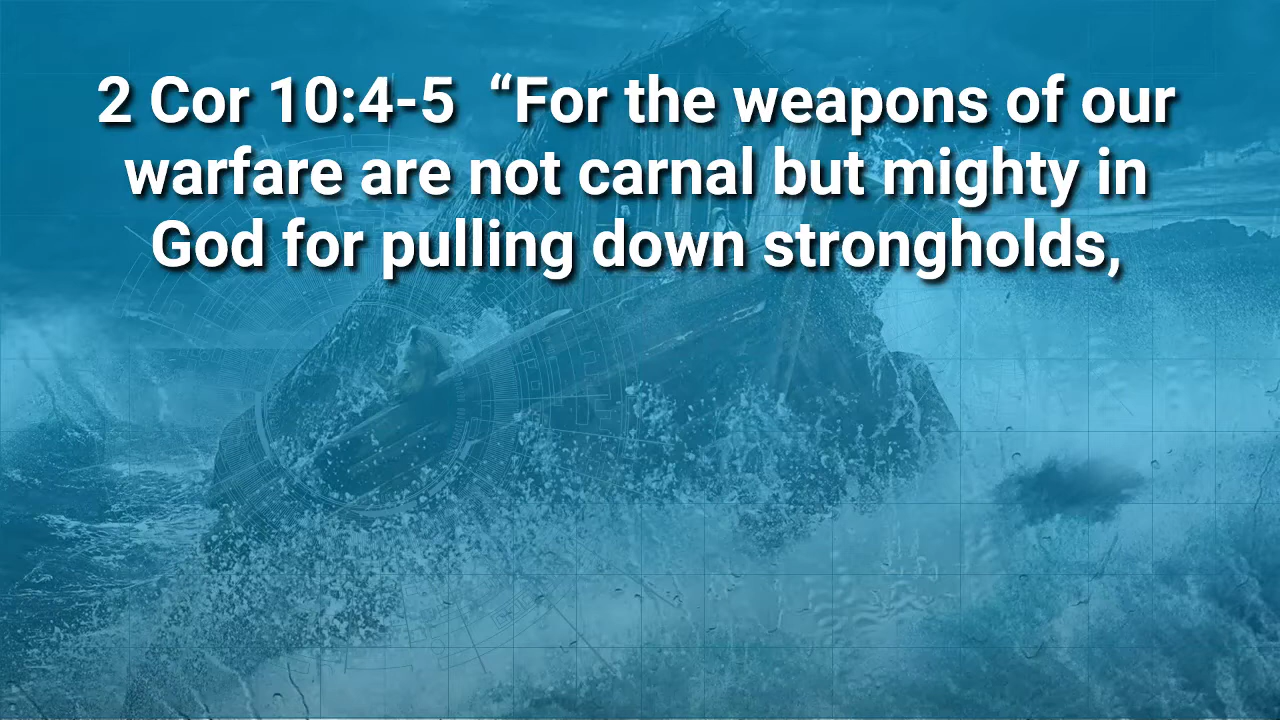 2 Cor 10:4-5  “For the weapons of our
warfare are not carnal but mighty in
God for pulling down strongholds,